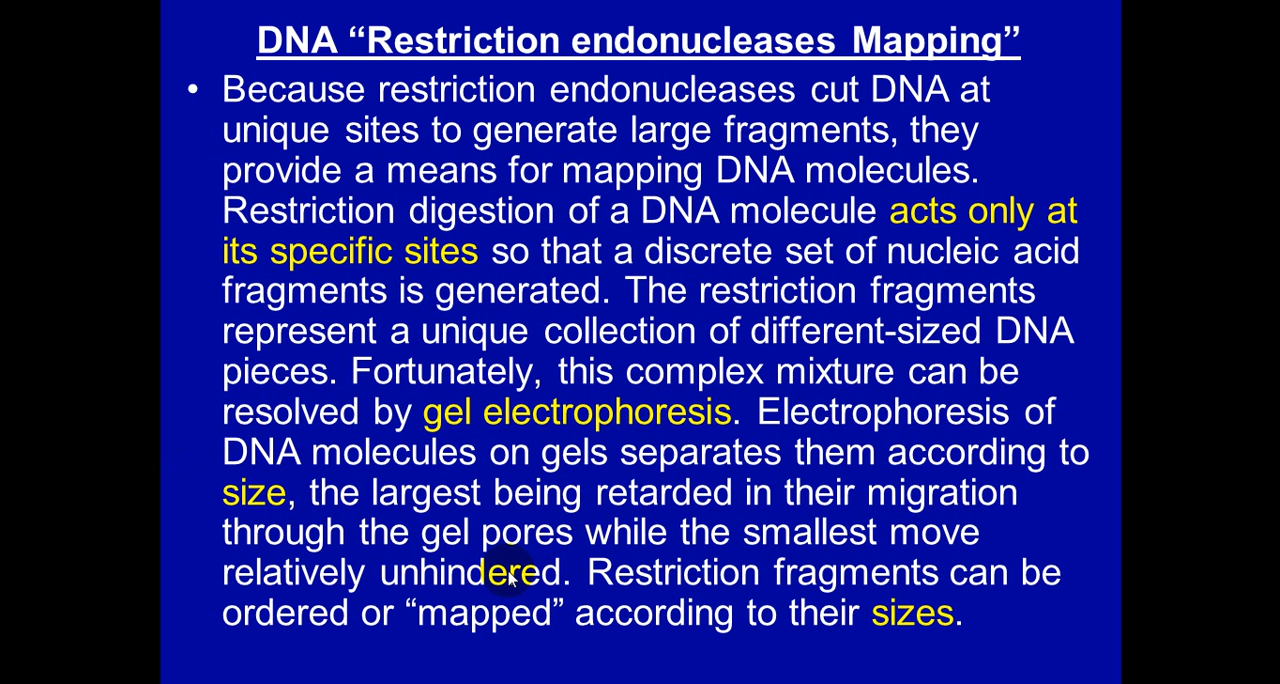 DNA “Restriction endonucleases Mapping”
• Because restriction endonucleases cut DNA at
unique sites to generate large fragments, they
provide a means for mapping DNA molecules.
Restriction digestion of a DNA molecule acts only at
its specific sites so that a discrete set of nucleic acid
fragments is generated. The restriction fragments
represent a unique collection of different-sized DNA
pieces. Fortunately, this complex mixture can be
resolved by gel electrophoresis. Electrophoresis of
DNA molecules on gels separates them according to
size, the largest being retarded in their migration
through the gel pores while the smallest move
relatively unhindered. Restriction fragments can be
ordered or “mapped” according to their sizes.